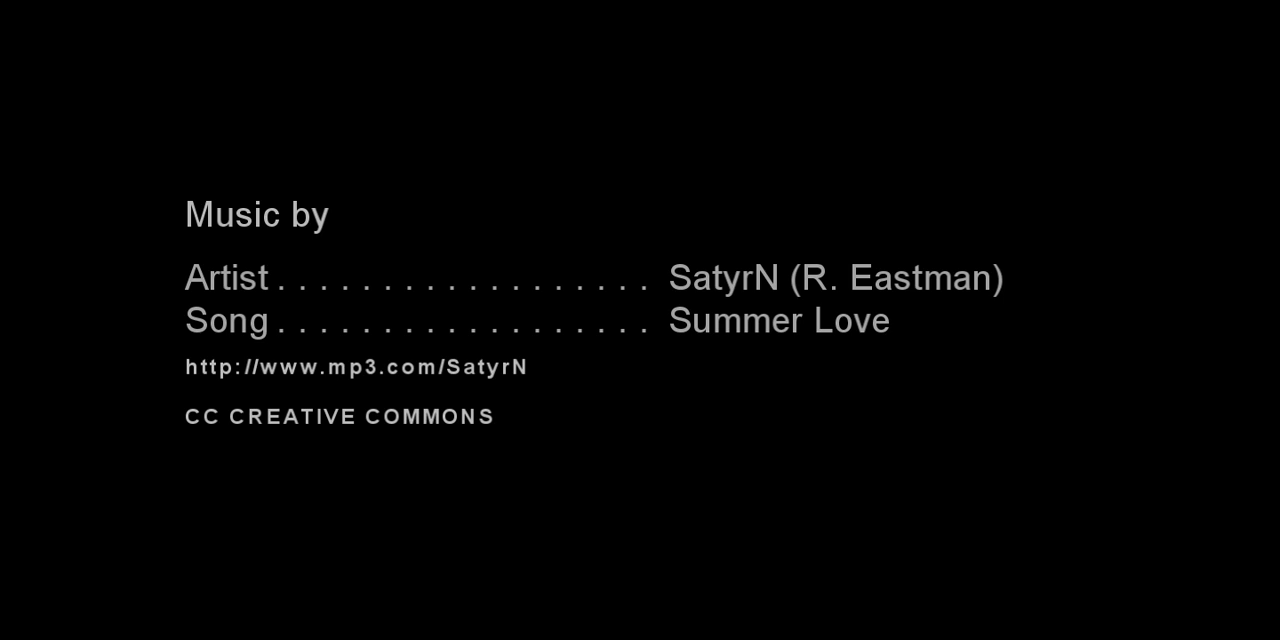 Music by
Artist . . . . . . . . . . . . . . . . . . SatyrN (R. Eastman)
Song . . . . . . . . . . . . . . . . . . Summer Love
http://www.mp3.com/SatyrN
CC CREATIVE COMMONS